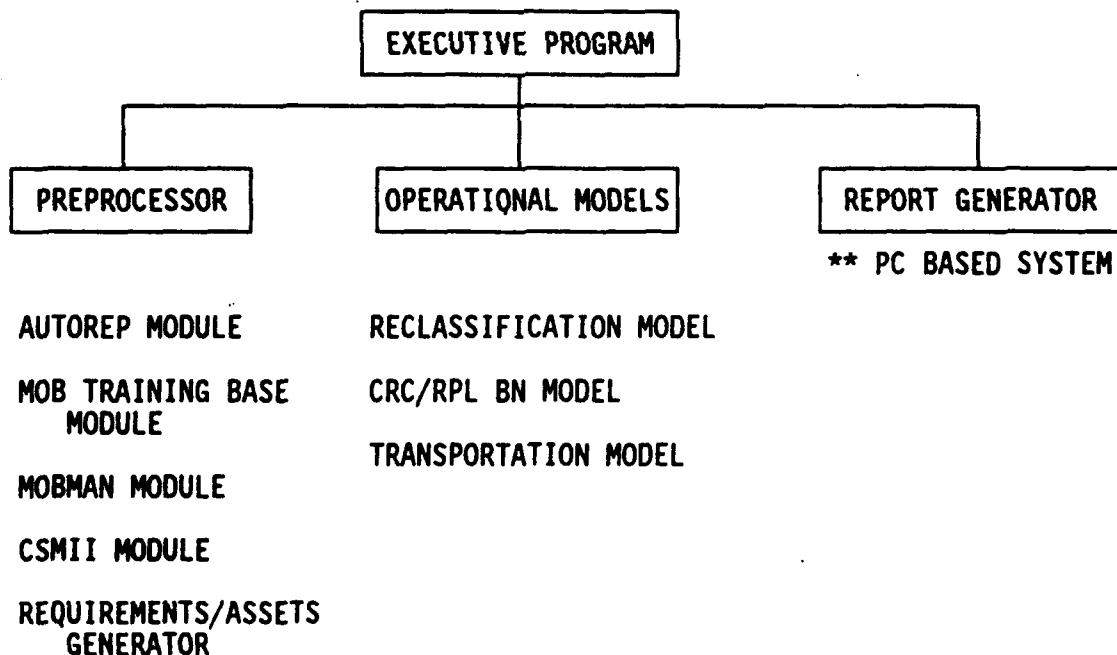 EXECUTIVE PROGRAM
PREPROCESSOR
OPERATIONAL MODELS
REPORT GENERATOR
** PC BASED SYSTEM
AUTOREP MODULE
MOB TRAINING BASE
MODULE
MOBMAN MODULE
CSMII MODULE
REQUIREMENTS/ASSETS
GENERATOR
RECLASSIFICATION MODEL
CRC/RPL BN MODEL
TRANSPORTATION MODEL